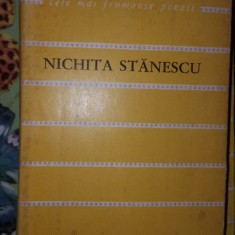 cele mai frumoase poezii
NICHITA STĂNESCU